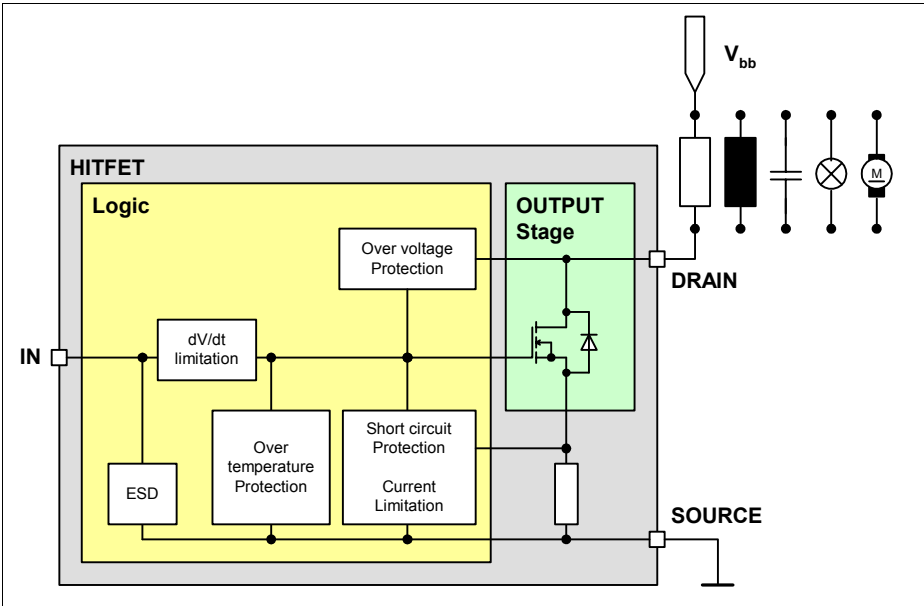 V_bb
HITFET
Logic
OUTPUT
Stage
Over voltage
Protection
M
DRAIN
dV/dt
limitation
IN
Over
temperature
Protection
Short circuit
Protection
Current
Limitation
ESD
SOURCE